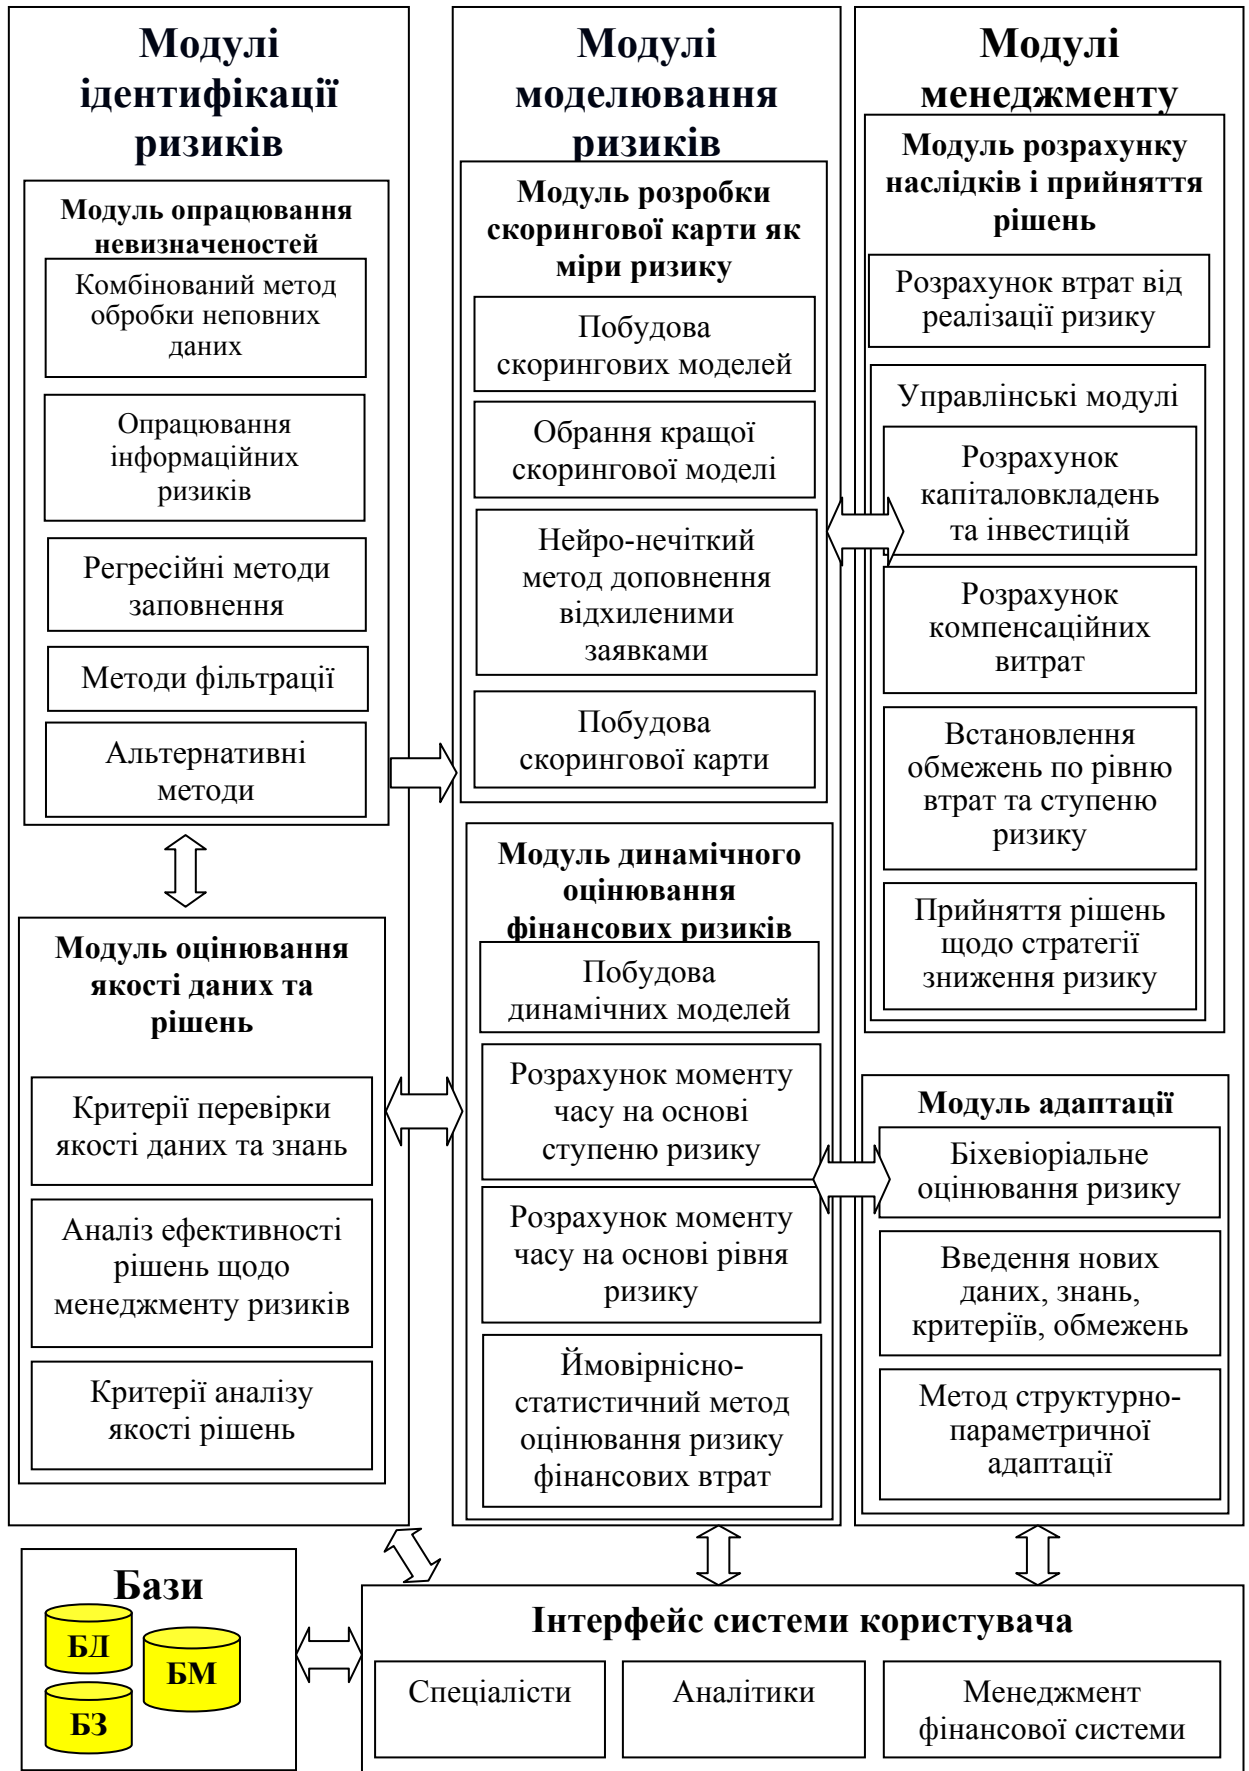 Модулі
ідентифікації
ризиків
Модуль опрацювання
невизначеностей
Комбінований метод
обробки неповних
даних
Опрацювання
інформаційних
ризиків
Регресійні методи
заповнення
Методи фільтрації
Альтернативні
методи
Модуль оцінювання
якості даних та
рішень
Критерії перевірки
якості даних та знань
Аналіз ефективності
рішень щодо
менеджменту ризиків
Критерії аналізу
якості рішень
Модулі
моделювання
ризиків
Модуль розробки
скорингової карти як
міри ризику
Побудова
скорингових моделей
Обрання кращої
скорингової моделі
Нейро-нечіткий
метод доповнення
відхиленими
заявками
Побудова
скорингової карти
Модуль динамічного
оцінювання
фінансових ризиків
Побудова
динамічних моделей
Розрахунок моменту
часу на основі
ступеню ризику
Розрахунок моменту
часу на основі рівня
ризику
Ймовірнісно-
статистичний метод
оцінювання ризику
фінансових втрат
Модулі
менеджменту
Модуль розрахунку
наслідків і прийняття
рішень
Розрахунок втрат від
реалізації ризику
Управлінські модулі
Розрахунок
капіталовкладень
та інвестицій
Розрахунок
компенсаційних
витрат
Встановлення
обмежень по рівню
втрат та ступеню
ризику
Прийняття рішень
щодо стратегії
зниження ризику
Модуль адаптації
Біхевіоріальне
оцінювання ризику
Введення нових
даних, знань,
критеріїв, обмежень
Метод структурно-
параметричної
адаптації
Бази
БД
БМ
БЗ
Інтерфейс системи користувача
Спеціалісти
Аналітики
Менеджмент
фінансової системи